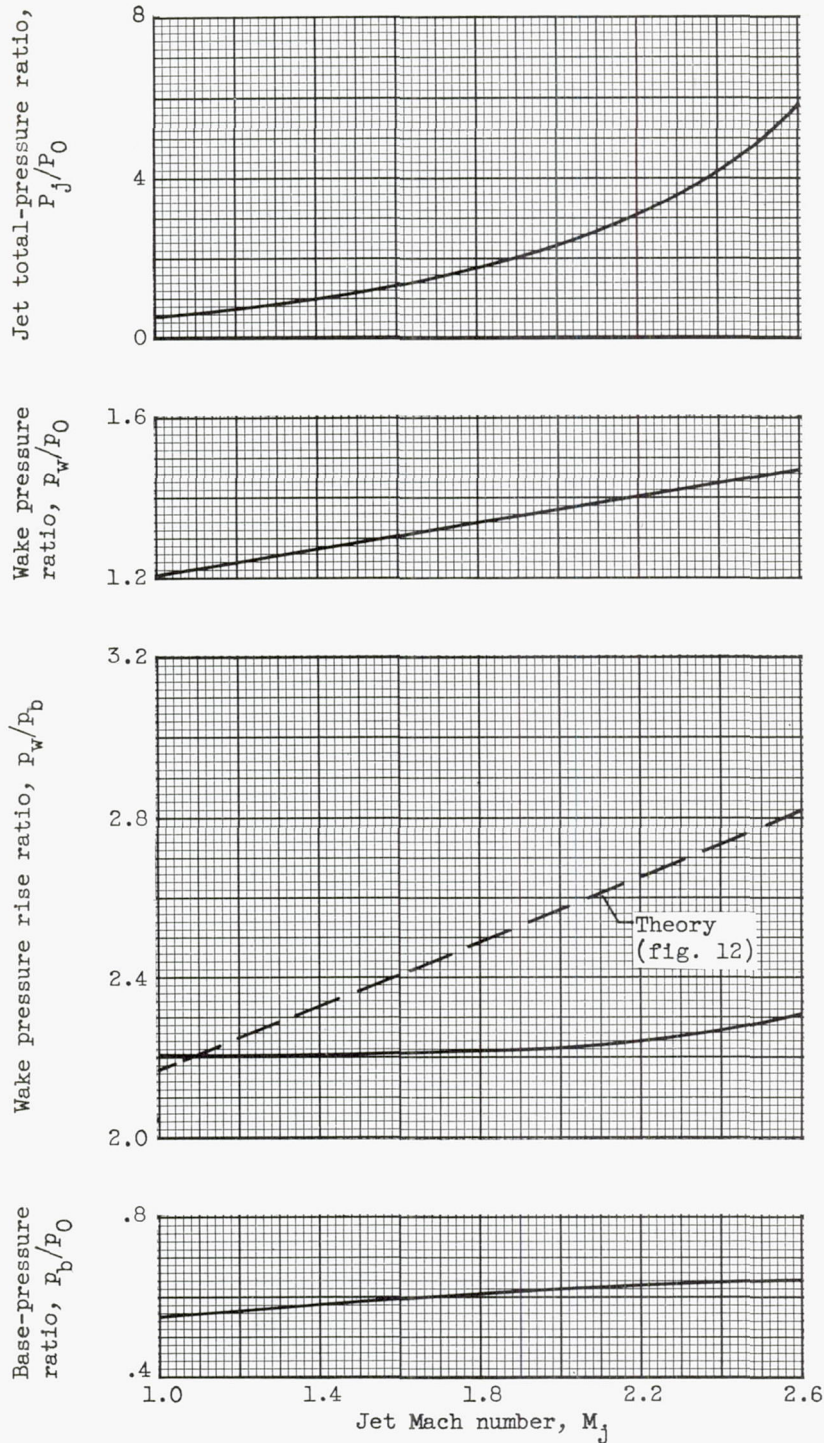 Jet total-pressure ratio,
P_j/P_0
8
4
0
Wake pressure
ratio, p_w/p_0
1.6
1.2
Wake pressure rise ratio, p_w/p_b
3.2
2.8
2.4
2.0
Theory
(fig. 12)
Base-pressure
ratio, p_b/p_0
.8
.4
1.0 1.4 1.8 2.2 2.6
Jet Mach number, M_j